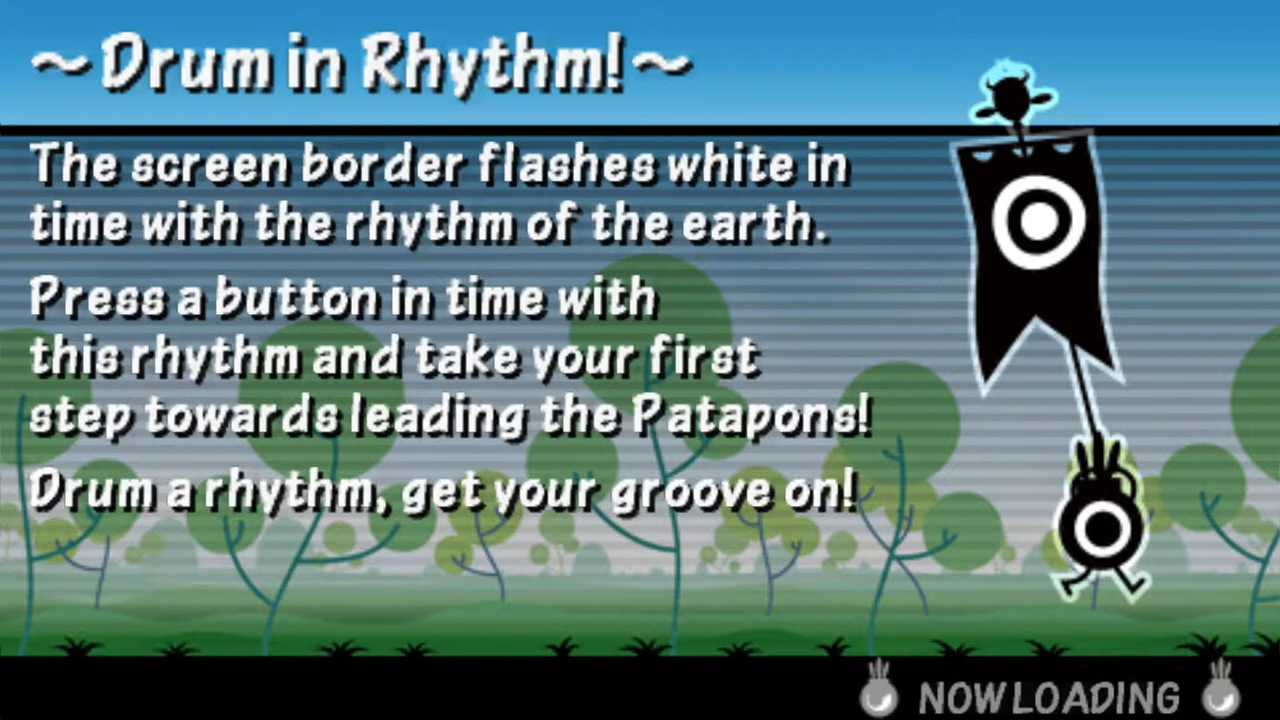 ～Drum in Rhythm!～
The screen border flashes white in
time with the rhythm of the earth.
Press a button in time with
this rhythm and take your first
step towards leading the Patapons!
Drum a rhythm, get your groove on!
NOW LOADING